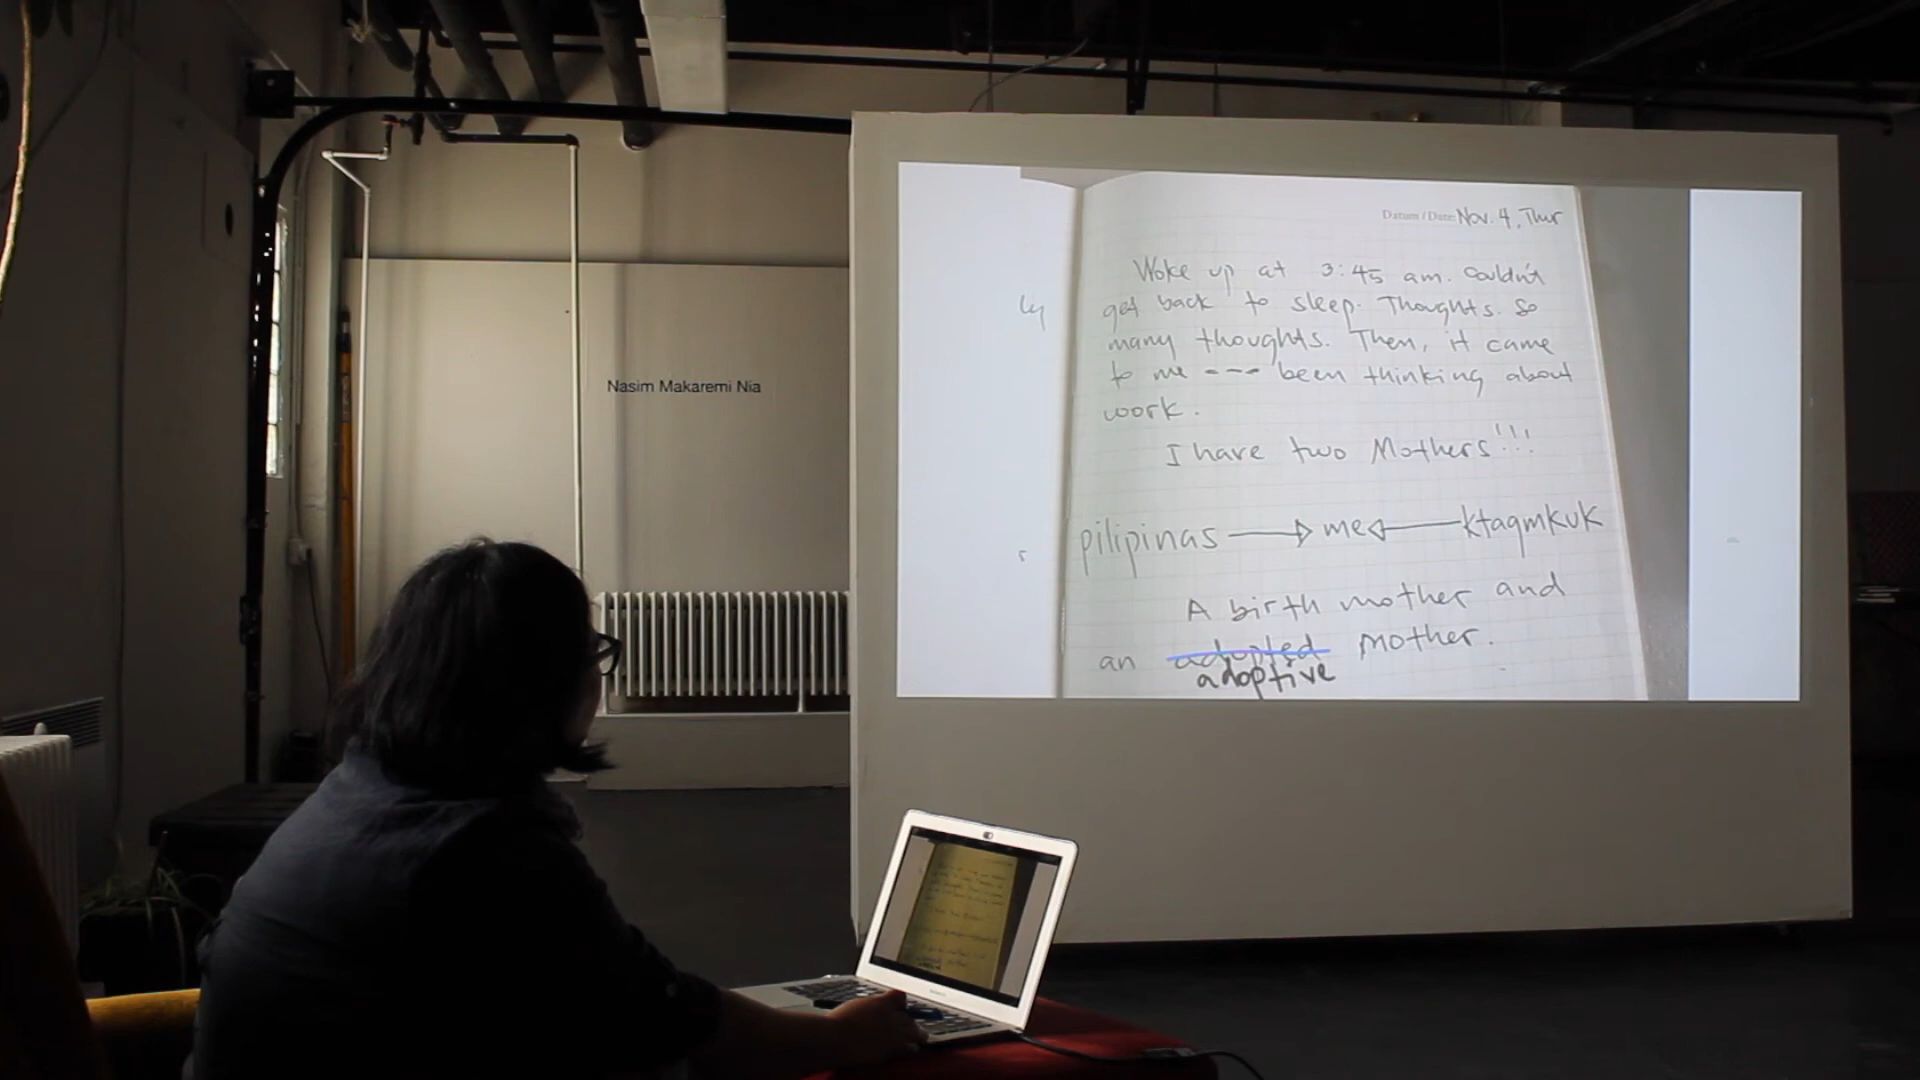 Nasim Makaremi Nia
Datum / Date: Nov. 4, Thur
Woke up at 3:45 am. Couldn't
get back to sleep. Thoughts. So
many thoughts. Then, it came
to me --- been thinking about
work.
I have two Mothers!!!
pilipinas → me ← ktaqmkuk
A birth mother and
an adopted mother.
adoptive